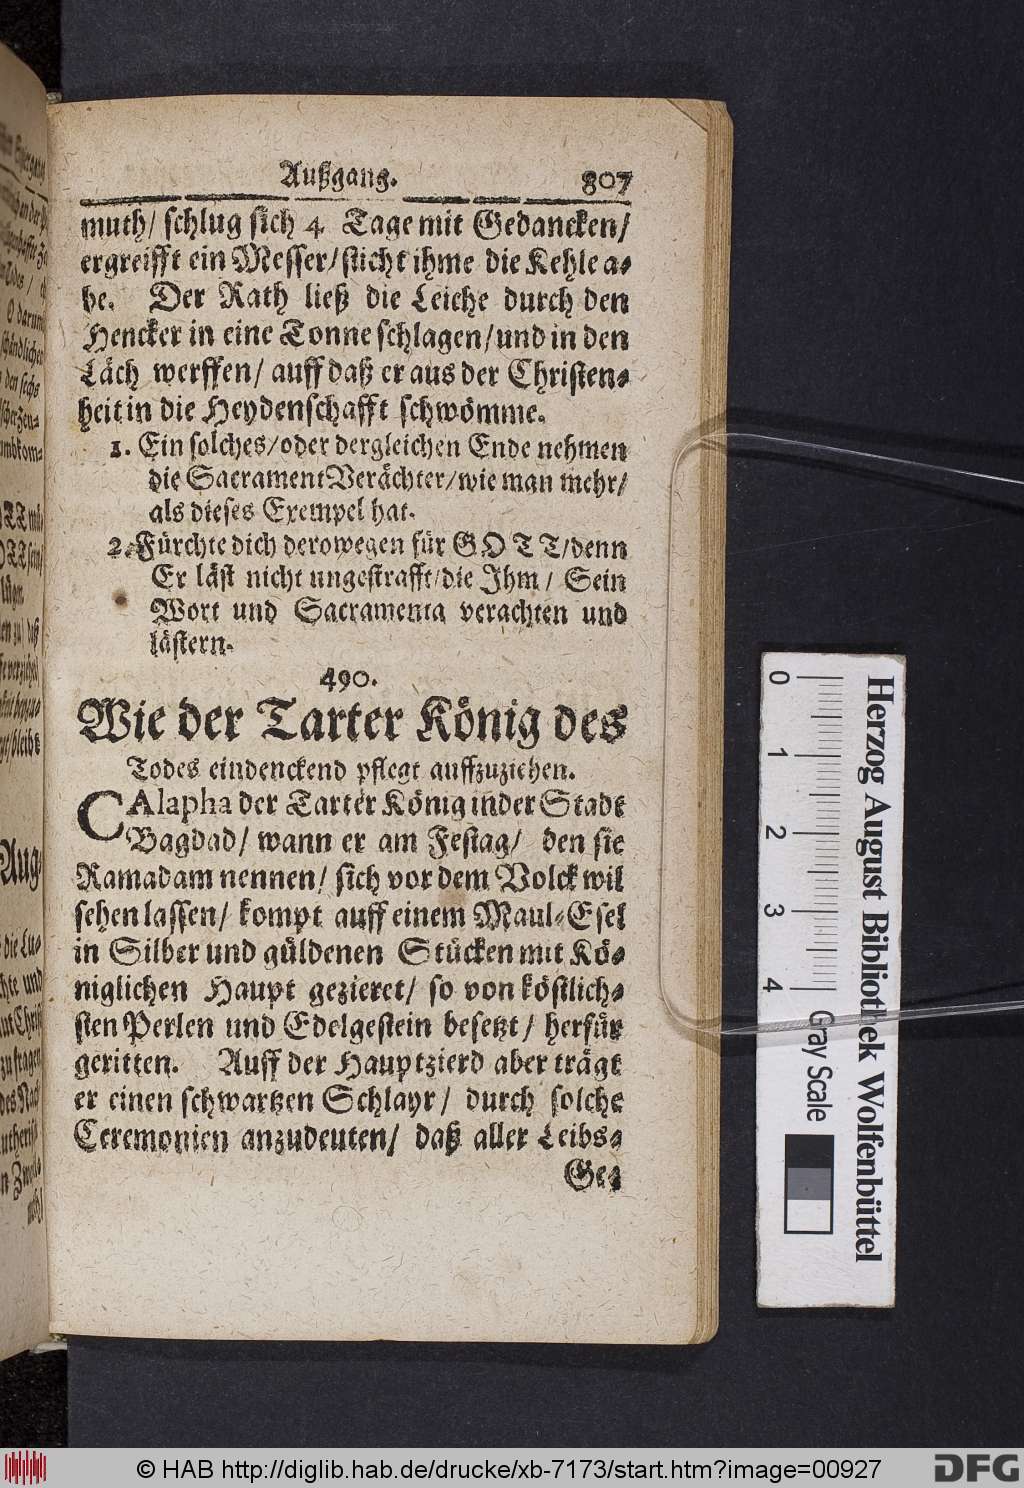 Außgang. 807
muth/ schlug sich 4. Tage mit Gedancken/
ergreifft ein Messer/sticht ihme die Kehle a-
be. Der Rath ließ die Leiche durch den
Hencker in eine Tonne schlagen/und in den
Läch werffen/ auff daß er aus der Christen-
heit in die Heydenschafft schwömme.
1. Ein solches/oder dergleichen Ende nehmen
die Sacrament Verächter/wie man mehr/
als dieses Exempel hat.
2. Fürchte dich derowegen für GOTT/denn
Er läst nicht ungestrafft/die Ihm/ Sein
Wort und Sacramenta verachten und
lästern.
490.
Wie der Tarter König des
Todes eindenckend pflegt auffzuziehen.
CAlapha der Tarter König in der Stadt
Bagdad/ wann er am Festag/ den sie
Ramadam nennen/ sich vor dem Volck wil
sehen lassen/ kompt auff einem Maul-Esel
in Silber und güldenen Stücken mit Kö-
niglichen Haupt gezieret/ so von köstlich-
sten Perlen und Edelgestein besetzt/ herfür
geritten. Auff der Hauptzierd aber trägt
er einen schwartzen Schlayr/ durch solche
Ceremonien anzudeuten/ daß aller Leibs-
Ge-
Herzog August Bibliothek Wolfenbüttel
0 1 2 3 4
Gray Scale
© HAB http://diglib.hab.de/drucke/xb-7173/start.htm?image=00927
DFG